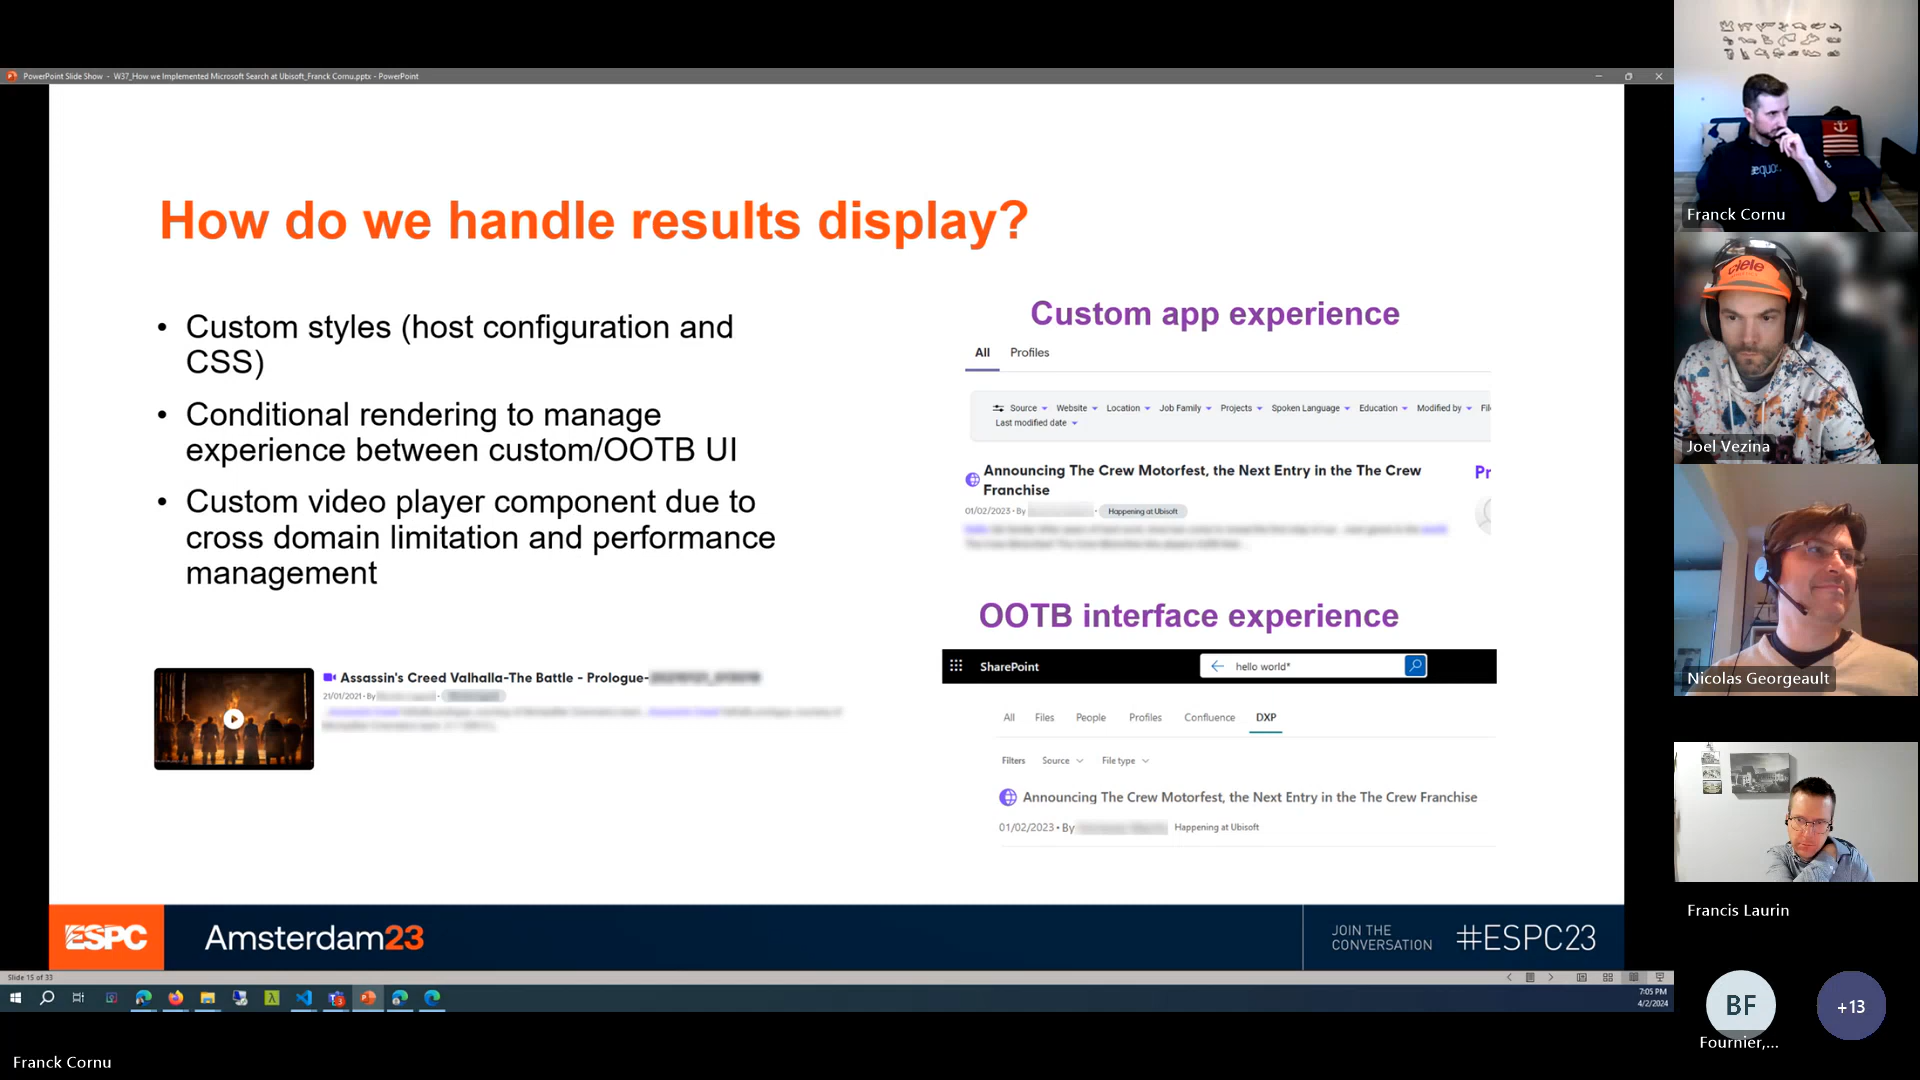 PowerPoint Slide Show - W37_How we Implemented Microsoft Search at Ubisoft_Franck Cornu.pptx - PowerPoint
How do we handle results display?
• Custom styles (host configuration and
CSS)
• Conditional rendering to manage
experience between custom/OOTB UI
• Custom video player component due to
cross domain limitation and performance
management
Assassin's Creed Valhalla-The Battle - Prologue-
21/01/2021 • By
Custom app experience
All Profiles
Source Website Location Job Family Projects Spoken Language Education Modified by Fil
Last modified date
Announcing The Crew Motorfest, the Next Entry in the The Crew
Franchise
Pr
01/02/2023 • By • Happening at Ubisoft
OOTB interface experience
SharePoint hello world*
All Files People Profiles Confluence DXP
Filters Source File type
Announcing The Crew Motorfest, the Next Entry in the The Crew Franchise
01/02/2023 • By Happening at Ubisoft
ESPC Amsterdam23
JOIN THE
CONVERSATION
#ESPC23
Slide 15 of 33
7:05 PM
4/2/2024
Franck Cornu
ciele
Joel Vezina
Nicolas Georgeault
Francis Laurin
BF
Fournier,...
+13
Franck Cornu